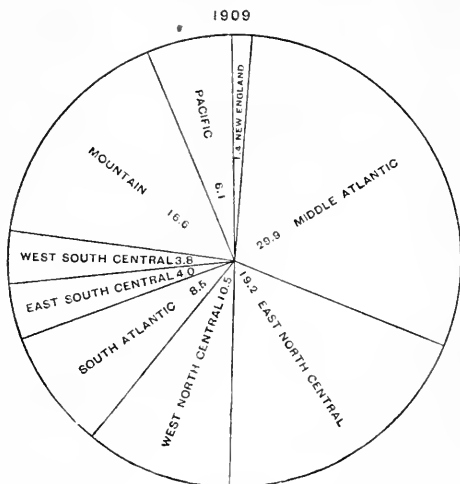 1909
1.4 NEW ENGLAND
29.9 MIDDLE ATLANTIC
19.2 EAST NORTH CENTRAL
WEST NORTH CENTRAL 10.5
SOUTH ATLANTIC 8.5
EAST SOUTH CENTRAL 4.0
WEST SOUTH CENTRAL 3.8
MOUNTAIN 16.6
PACIFIC 6.1